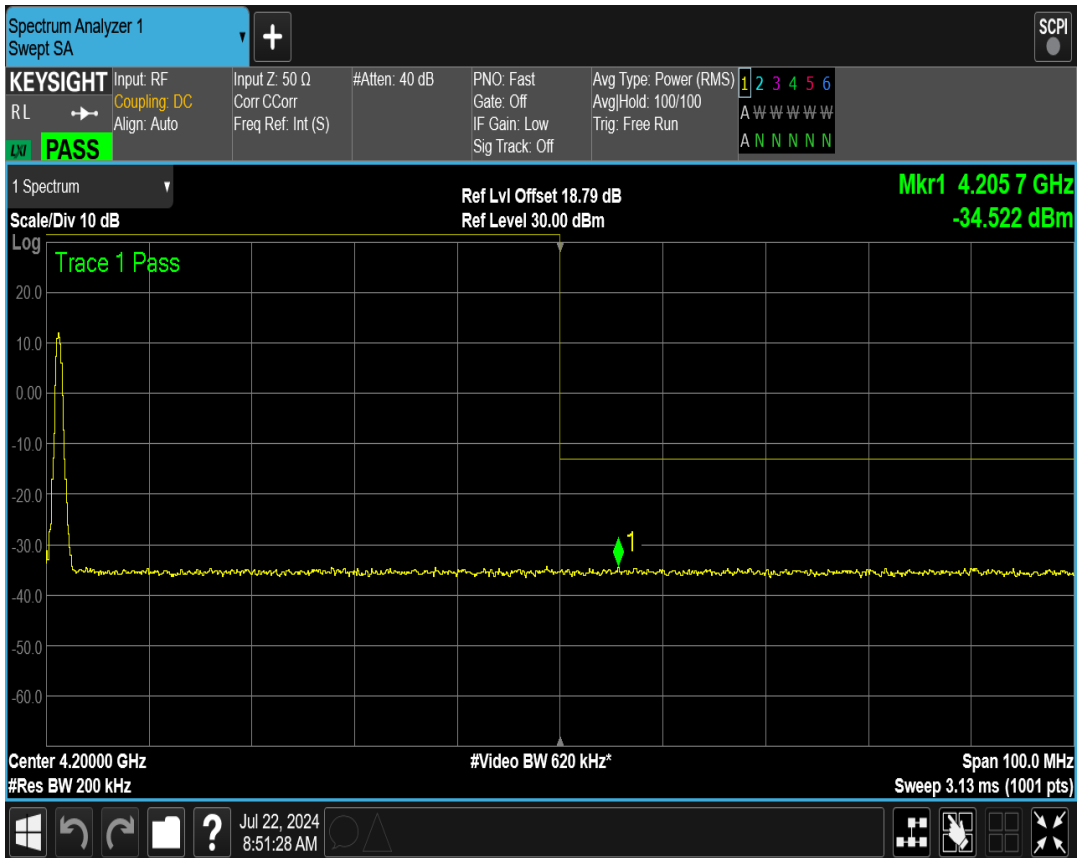 Spectrum Analyzer 1
Swept SA
+
SCPI
KEYSIGHT
R L
LXI
PASS
Input: RF
Coupling: DC
Align: Auto
Input Z: 50 Ω
Corr CCorr
Freq Ref: Int (S)
#Atten: 40 dB
PNO: Fast
Gate: Off
IF Gain: Low
Sig Track: Off
Avg Type: Power (RMS)
Avg|Hold: 100/100
Trig: Free Run
1 2 3 4 5 6
A W W W W W
A N N N N N
1 Spectrum
Scale/Div 10 dB
Ref Lvl Offset 18.79 dB
Ref Level 30.00 dBm
Mkr1 4.205 7 GHz
-34.522 dBm
Log
Trace 1 Pass
20.0
10.0
0.00
-10.0
-20.0
-30.0
1
-40.0
-50.0
-60.0
Center 4.20000 GHz
#Video BW 620 kHz*
Span 100.0 MHz
#Res BW 200 kHz
Sweep 3.13 ms (1001 pts)
?
Jul 22, 2024
8:51:28 AM